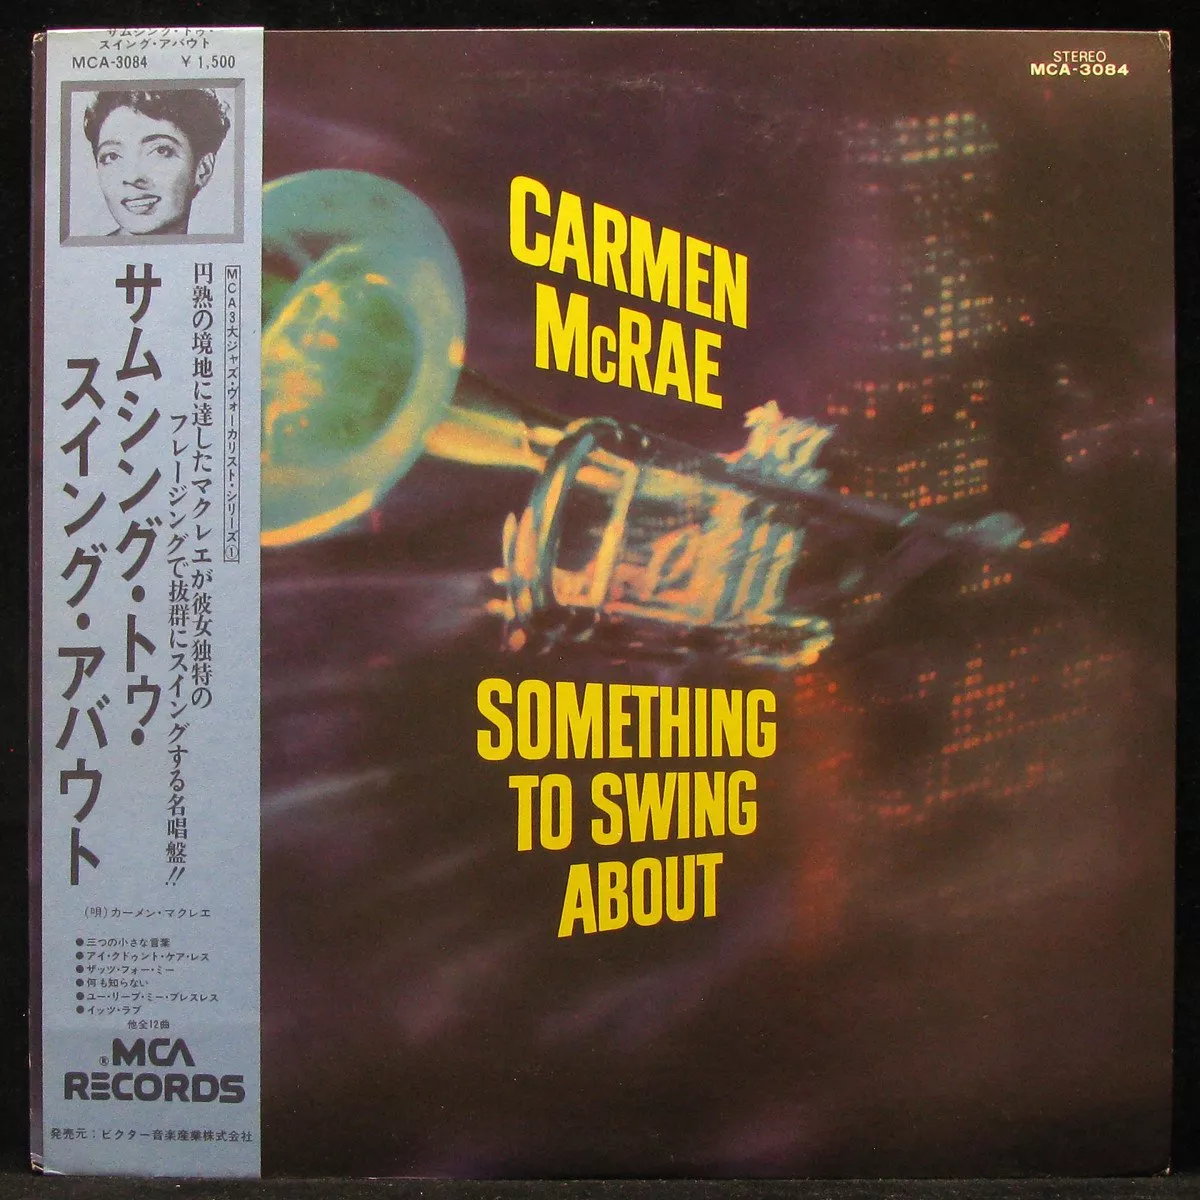 サムシング・トゥ・
スイング・アバウト
MCA-3084 ￥1,500
MCA3大ジャズ・ヴォーカリスト・シリーズ①
円熟の境地に達したマクレエが彼女独特の
フレージングで抜群にスイングする名唱盤!!
サムシング・トゥ・
スイング・アバウト
(唄)カーメン・マクレエ
●三つの小さな言葉
●アイ・クドゥント・ケア・レス
●ザッツ・フォー・ミー
●何も知らない
●ユー・リーブ・ミー・ブレスレス
●イッツ・ラブ
他全12曲
® MCA
RECORDS
発売元：ビクター音楽産業株式会社
STEREO
MCA-3084
CARMEN
McRAE
SOMETHING
TO SWING
ABOUT